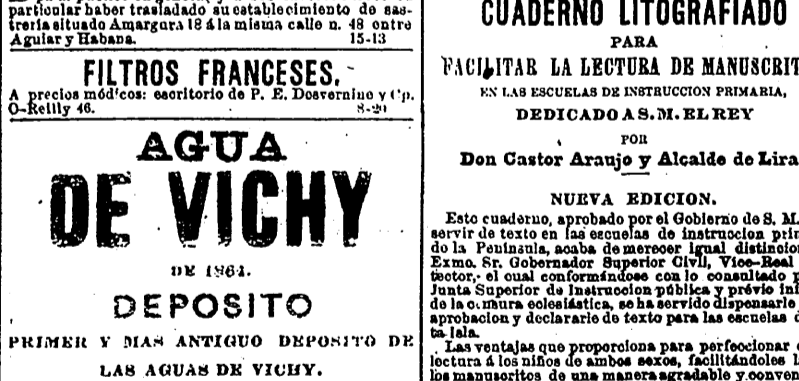 particular haber trasladado su establecimiento de sas-
trería situado Amargura 18 á la misma calle n. 48 entre
Aguiar y Habana. 15-13
FILTROS FRANCESES.
A precios módicos: escritorio de P. E. Dosvernine y Cp.
O-Reilly 46. 8-20
AGUA
DE VICHY
DE 1864.
DEPOSITO
PRIMER Y MAS ANTIGUO DEPOSITO DE
LAS AGUAS DE VICHY.
CUADERNO LITOGRAFIADO
PARA
FACILITAR LA LECTURA DE MANUSCRIT
EN LAS ESCUELAS DE INSTRUCCION PRIMARIA,
DEDICADO A S. M. EL REY
POR
Don Castor Araujo y Alcalde de Lira
NUEVA EDICION.
Este cuaderno, aprobado por el Gobierno de S. M.
servir de texto en las escuelas de instruccion prim
de la Peninsula, acaba de merecer igual distincion
Exmo. Sr. Gobernador Superior Civil, Vice-Real
tector, el cual conformándose con lo consultado p
Junta Superior de Instruccion pública y prévio inf
de la censura eclesiástica, se ha servido dispensarle
aprobacion y declararle de texto para las escuelas d
ta Isla.
Las ventajas que proporciona para perfeccionar
lectura á los niños de ambos sexos, facilitándoles l
los manuscritos de una manera agradable y conven